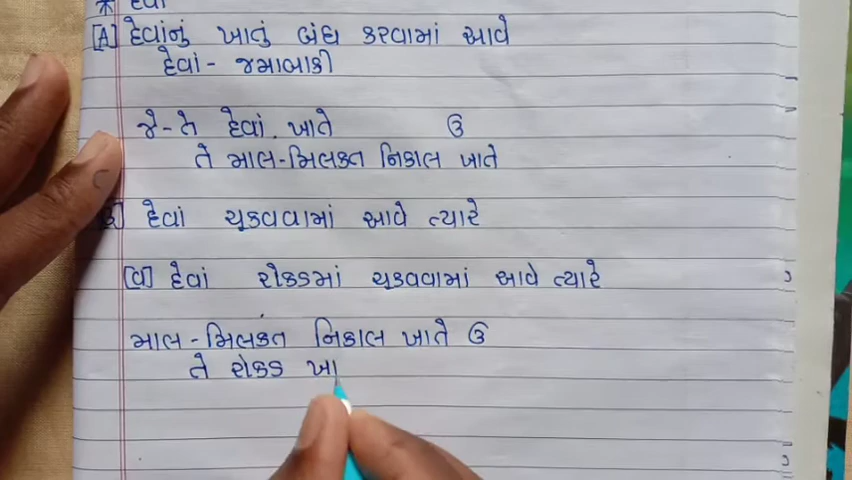 * દેવાં
[A] દેવાંનું ખાતું બંધ કરવામાં આવે
દેવાં - જમાબાકી
જે-તે દેવાં ખાતે ઉ
તે માલ-મિલકત નિકાલ ખાતે
દેવાં ચૂકવવામાં આવે ત્યારે
[i] દેવાં રોકડમાં ચૂકવવામાં આવે ત્યારે
માલ-મિલકત નિકાલ ખાતે ઉ
તે રોકડ ખા